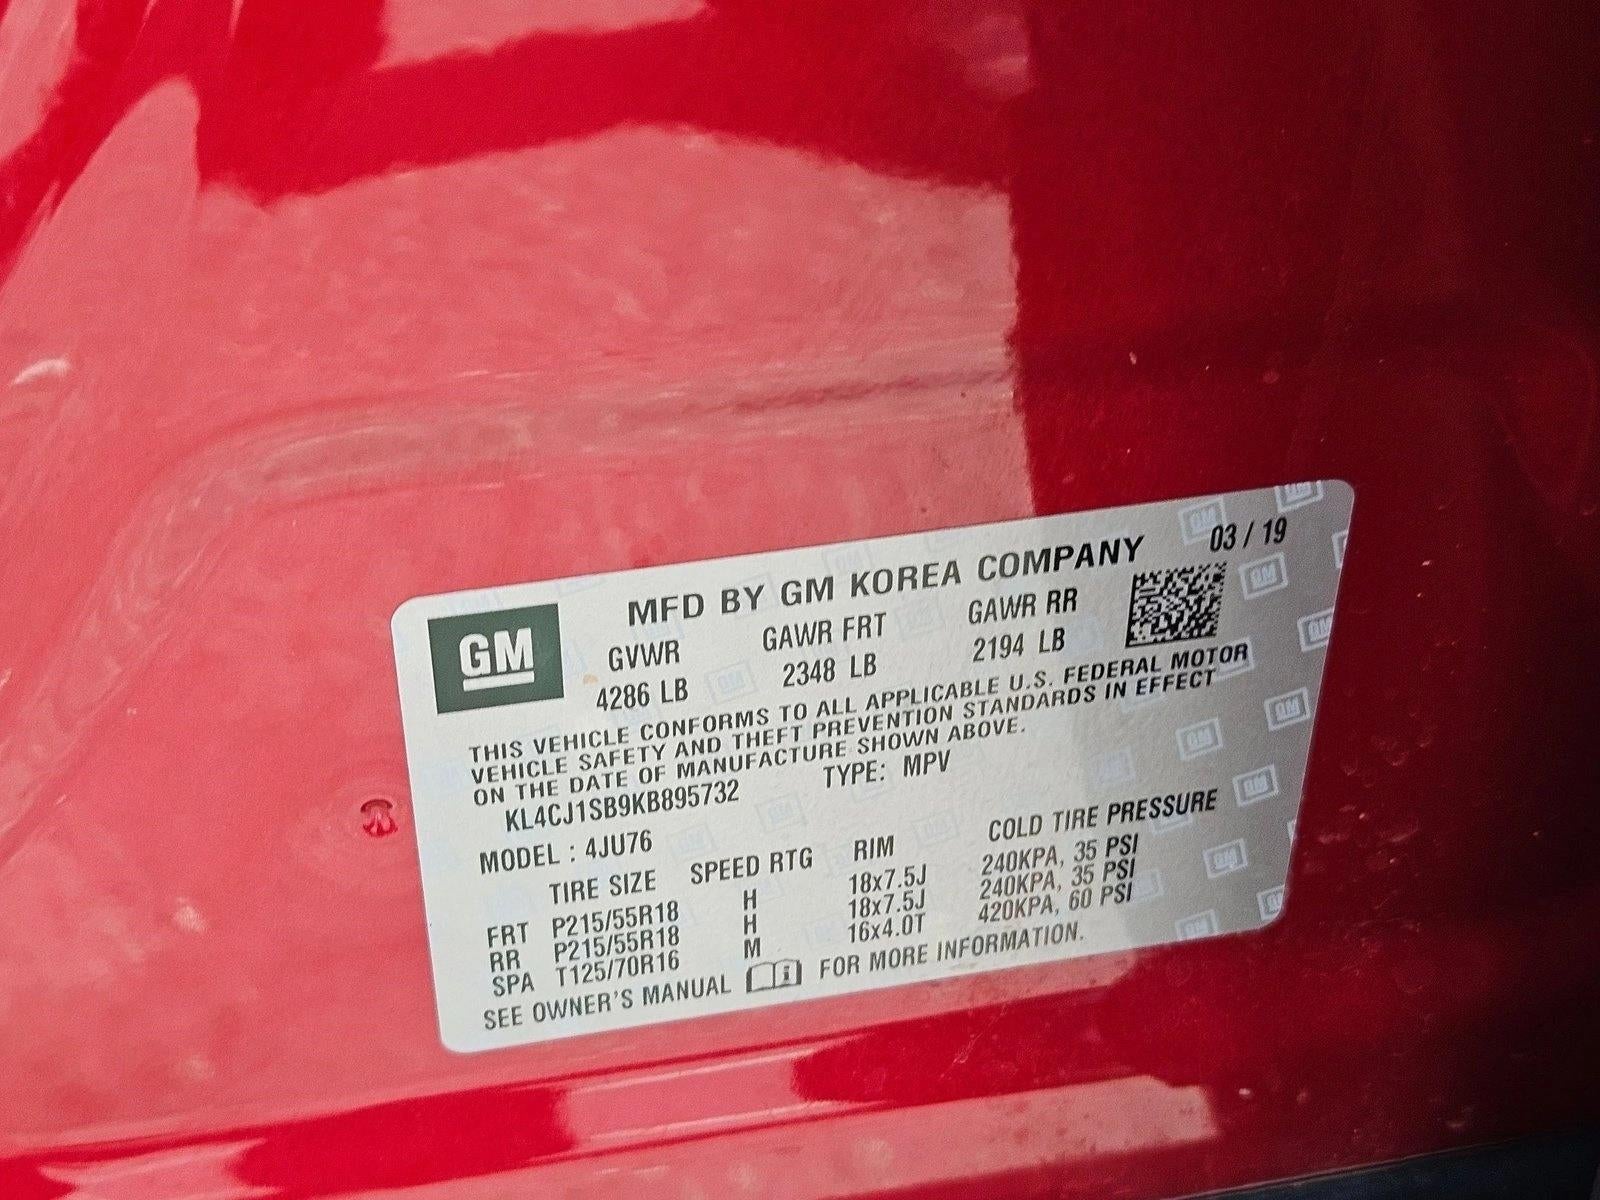 MFD BY GM KOREA COMPANY 03 / 19
GM
GVWR GAWR FRT GAWR RR
4286 LB 2348 LB 2194 LB
THIS VEHICLE CONFORMS TO ALL APPLICABLE U.S. FEDERAL MOTOR
VEHICLE SAFETY AND THEFT PREVENTION STANDARDS IN EFFECT
ON THE DATE OF MANUFACTURE SHOWN ABOVE.
KL4CJ1SB9KB895732 TYPE: MPV
MODEL : 4JU76
TIRE SIZE SPEED RTG RIM COLD TIRE PRESSURE
FRT P215/55R18 H 18x7.5J 240KPA, 35 PSI
RR P215/55R18 H 18x7.5J 240KPA, 35 PSI
SPA T125/70R16 M 16x4.0T 420KPA, 60 PSI
SEE OWNER'S MANUAL i FOR MORE INFORMATION.